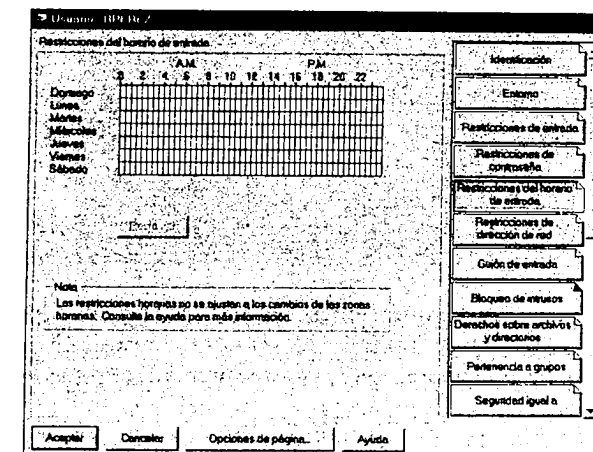 Usuario: RPEREZ
Restricciones del horario de entrada
A.M. P.M.
0 2 4 6 8 10 12 14 16 18 20 22
Domingo
Lunes
Martes
Miércoles
Jueves
Viernes
Sábado
Nota
Las restricciones horarias no se ajustan a los cambios de las zonas
horarias. Consulte la ayuda para más información.
Identificación
Entorno
Restricciones de entrada
Restricciones de
contraseña
Restricciones del horario
de entrada
Restricciones de
dirección de red
Guión de entrada
Bloqueo de intrusos
Derechos sobre archivos
y directorios
Pertenencia a grupos
Seguridad igual a
Aceptar Cancelar Opciones de página... Ayuda